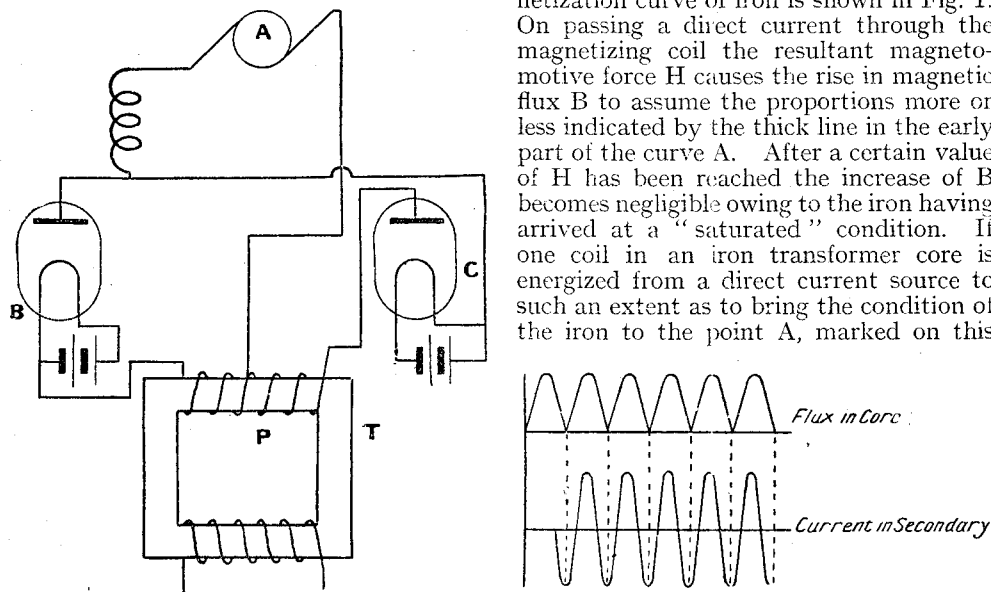 A
B
C
P
T
netization curve of iron is shown in Fig. 1.
On passing a direct current through the
magnetizing coil the resultant magneto-
motive force H causes the rise in magnetic
flux B to assume the proportions more or
less indicated by the thick line in the early
part of the curve A. After a certain value
of H has been reached the increase of B
becomes negligible owing to the iron having
arrived at a “ saturated ” condition. If
one coil in an iron transformer core is
energized from a direct current source to
such an extent as to bring the condition of
the iron to the point A, marked on this
Flux in Core
Current in Secondary